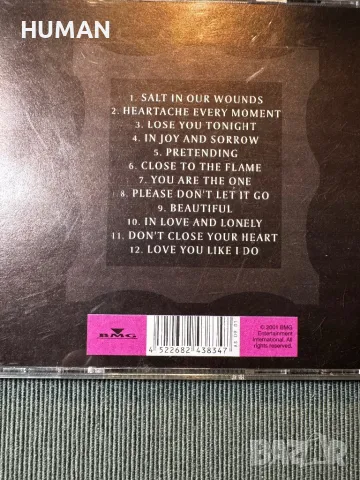 HUMAN
1. SALT IN OUR WOUNDS
2. HEARTACHE EVERY MOMENT
3. LOSE YOU TONIGHT
4. IN JOY AND SORROW
5. PRETENDING
6. CLOSE TO THE FLAME
7. YOU ARE THE ONE
8. PLEASE DON'T LET IT GO
9. BEAUTIFUL
10. IN LOVE AND LONELY
11. DON'T CLOSE YOUR HEART
12. LOVE YOU LIKE I DO
BMG
4 522682 438347
© 2001 BMG
Entertainment
International. All
rights reserved.
BAZAR